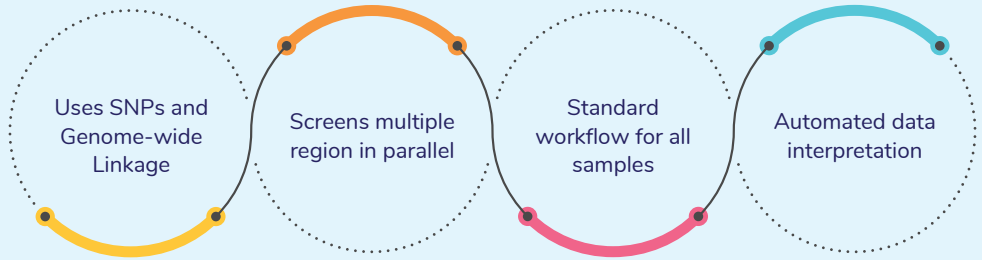 Uses SNPs and
Genome-wide
Linkage
Screens multiple
region in parallel
Standard
workflow for all
samples
Automated data
interpretation